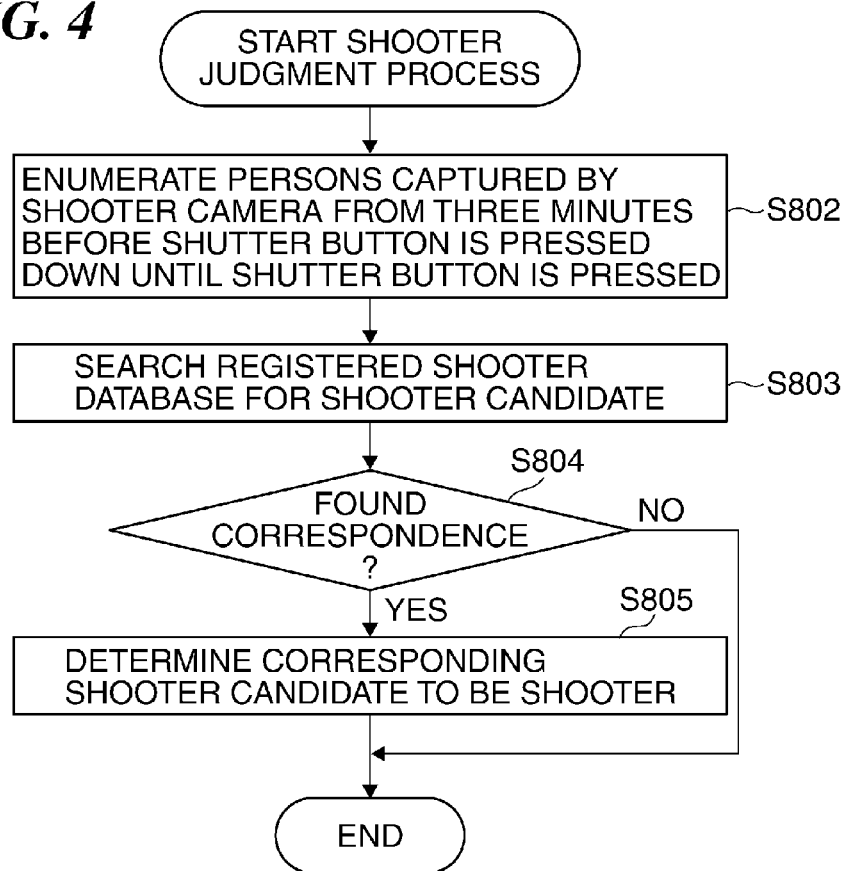 G. 4
START SHOOTER
JUDGMENT PROCESS
ENUMERATE PERSONS CAPTURED BY
SHOOTER CAMERA FROM THREE MINUTES
BEFORE SHUTTER BUTTON IS PRESSED
DOWN UNTIL SHUTTER BUTTON IS PRESSED
S802
SEARCH REGISTERED SHOOTER
DATABASE FOR SHOOTER CANDIDATE
S803
S804
FOUND
CORRESPONDENCE
?
NO
YES
S805
DETERMINE CORRESPONDING
SHOOTER CANDIDATE TO BE SHOOTER
END